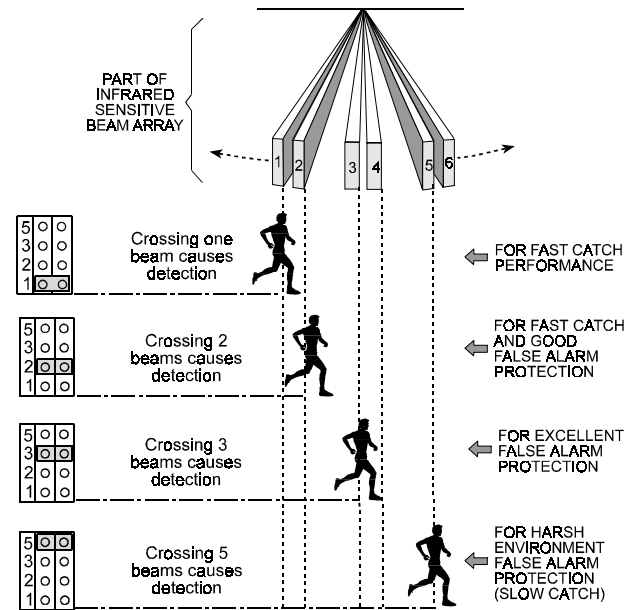 PART OF
INFRARED
SENSITIVE
BEAM ARRAY
1 2 3 4 5 6
5
3
2
1
Crossing one
beam causes
detection
FOR FAST CATCH
PERFORMANCE
5
3
2
1
Crossing 2
beams causes
detection
FOR FAST CATCH
AND GOOD
FALSE ALARM
PROTECTION
5
3
2
1
Crossing 3
beams causes
detection
FOR EXCELLENT
FALSE ALARM
PROTECTION
5
3
2
1
Crossing 5
beams causes
detection
FOR HARSH
ENVIRONMENT
FALSE ALARM
PROTECTION
(SLOW CATCH)